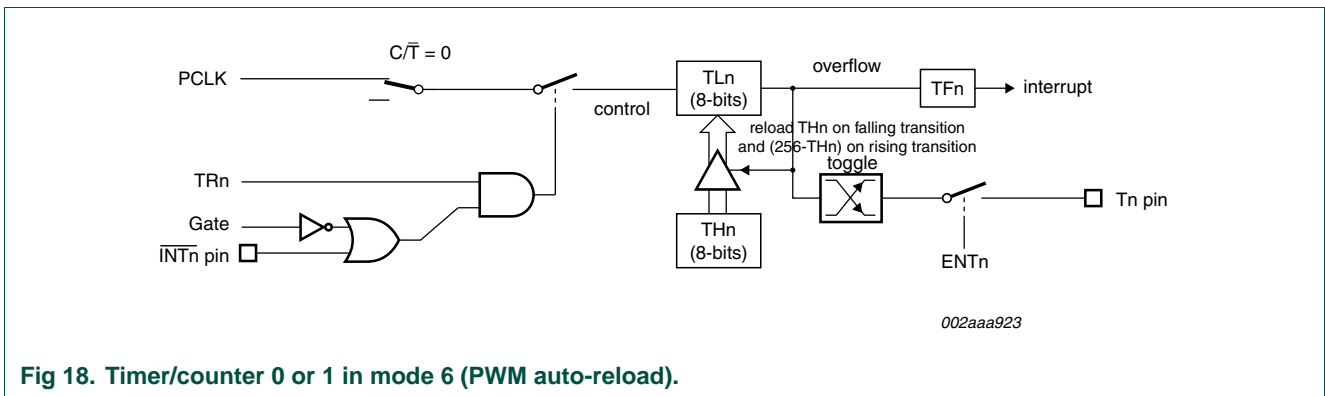 C/T̅ = 0
PCLK
overflow
TLn
(8-bits)
TFn
interrupt
control
reload THn on falling transition
and (256-THn) on rising transition
toggle
TRn
Gate
I̅N̅T̅n̅ pin
THn
(8-bits)
Tn pin
ENTn
002aaa923
Fig 18. Timer/counter 0 or 1 in mode 6 (PWM auto-reload).